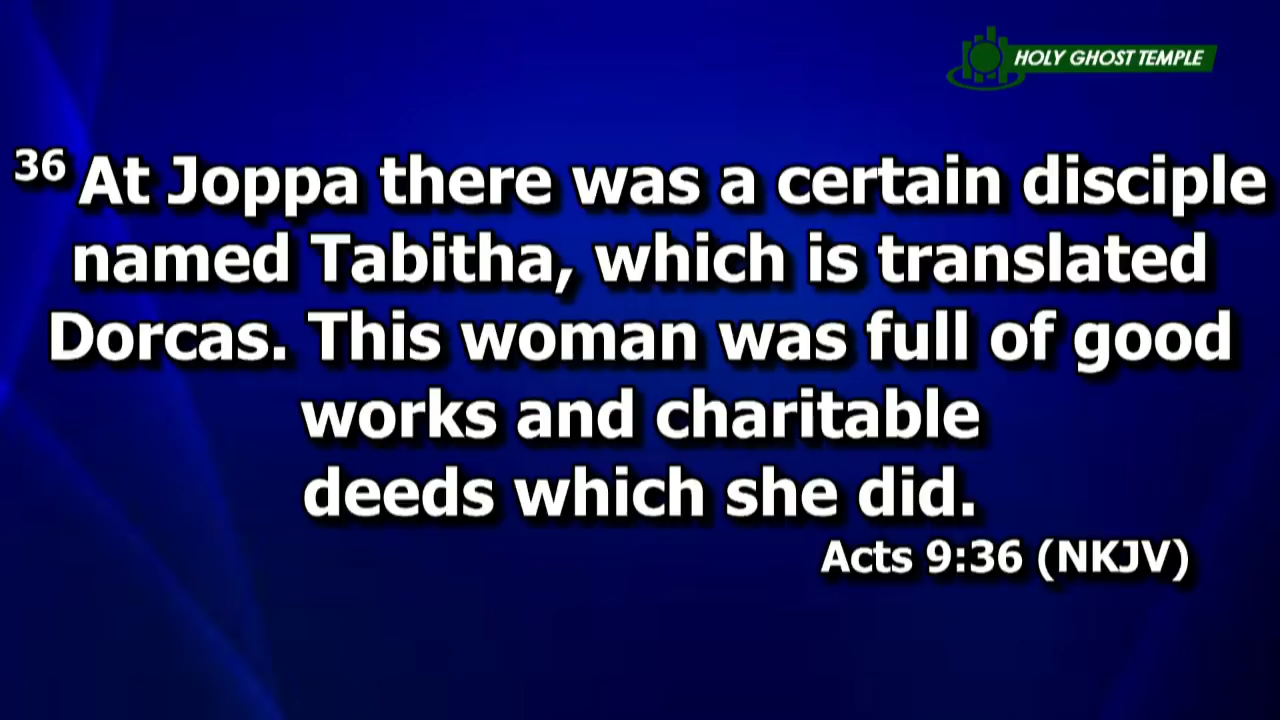 HOLY GHOST TEMPLE
36 At Joppa there was a certain disciple
named Tabitha, which is translated
Dorcas. This woman was full of good
works and charitable
deeds which she did.
Acts 9:36 (NKJV)